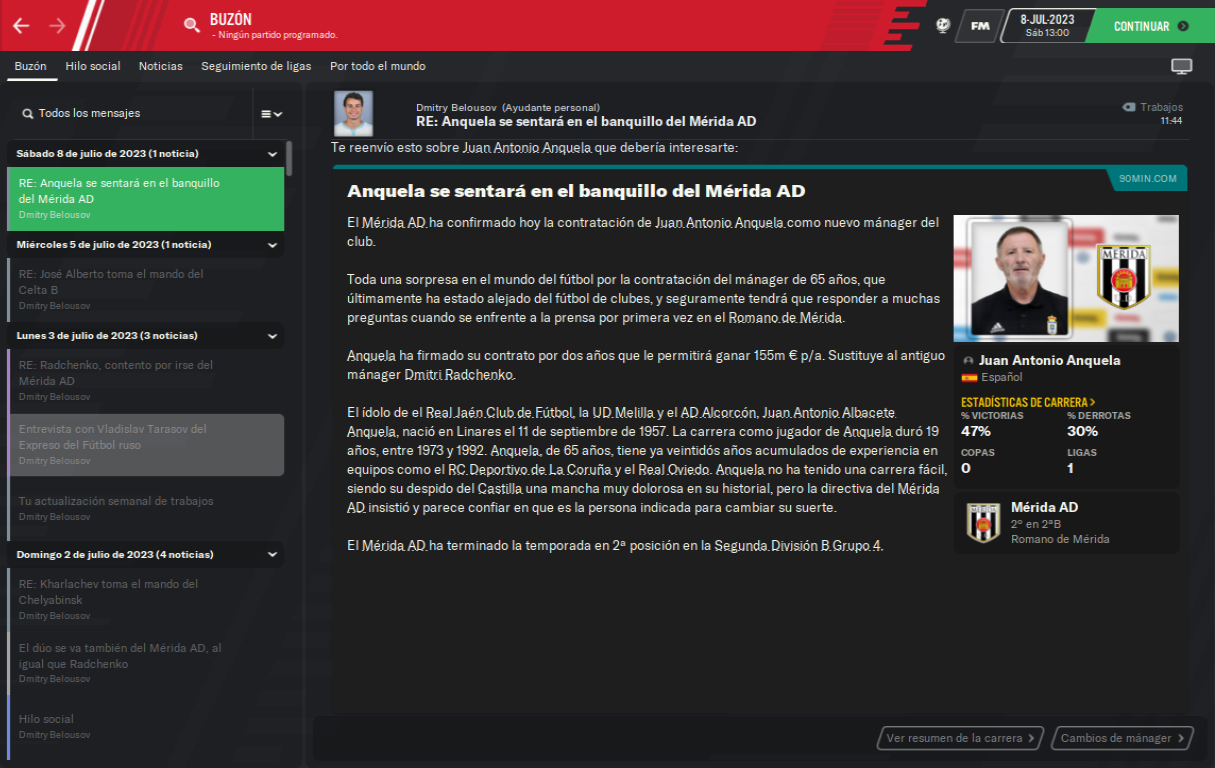 BUZÓN
- Ningún partido programado.
FM
8-JUL-2023
Sáb 13:00
CONTINUAR
Buzón
Hilo social
Noticias
Seguimiento de ligas
Por todo el mundo
Todos los mensajes
Sábado 8 de julio de 2023 (1 noticia)
RE: Anquela se sentará en el banquillo
del Mérida AD
Dmitry Belousov
Miércoles 5 de julio de 2023 (1 noticia)
RE: José Alberto toma el mando del
Celta B
Dmitry Belousov
Lunes 3 de julio de 2023 (3 noticias)
RE: Radchenko, contento por irse del
Mérida AD
Dmitry Belousov
Entrevista con Vladislav Tarasov del
Expreso del Fútbol ruso
Dmitry Belousov
Tu actualización semanal de trabajos
Dmitry Belousov
Domingo 2 de julio de 2023 (4 noticias)
RE: Kharlachev toma el mando del
Chelyabinsk
Dmitry Belousov
El dúo se va también del Mérida AD, al
igual que Radchenko
Dmitry Belousov
Hilo social
Dmitry Belousov
Dmitry Belousov (Ayudante personal)
RE: Anquela se sentará en el banquillo del Mérida AD
Trabajos
11:44
Te reenvío esto sobre Juan Antonio Anquela que debería interesarte:
90MIN.COM
Anquela se sentará en el banquillo del Mérida AD
El Mérida AD ha confirmado hoy la contratación de Juan Antonio Anquela como nuevo mánager del
club.
Toda una sorpresa en el mundo del fútbol por la contratación del mánager de 65 años, que
últimamente ha estado alejado del fútbol de clubes, y seguramente tendrá que responder a muchas
preguntas cuando se enfrente a la prensa por primera vez en el Romano de Mérida.
Anquela ha firmado su contrato por dos años que le permitirá ganar 155m € p/a. Sustituye al antiguo
mánager Dmitri Radchenko.
El ídolo de el Real Jaén Club de Fútbol, la UD Melilla y el AD Alcorcón, Juan Antonio Albacete
Anquela, nació en Linares el 11 de septiembre de 1957. La carrera como jugador de Anquela duró 19
años, entre 1973 y 1992. Anquela, de 65 años, tiene ya veintidós años acumulados de experiencia en
equipos como el RC Deportivo de La Coruña y el Real Oviedo. Anquela no ha tenido una carrera fácil,
siendo su despido del Castilla una mancha muy dolorosa en su historial, pero la directiva del Mérida
AD insistió y parece confiar en que es la persona indicada para cambiar su suerte.
El Mérida AD ha terminado la temporada en 2ª posición en la Segunda División B Grupo 4.
MERIDA
Juan Antonio Anquela
Español
ESTADÍSTICAS DE CARRERA >
% VICTORIAS
% DERROTAS
47%
30%
COPAS
LIGAS
0
1
Mérida AD
2º en 2ªB
Romano de Mérida
Ver resumen de la carrera >
Cambios de mánager >